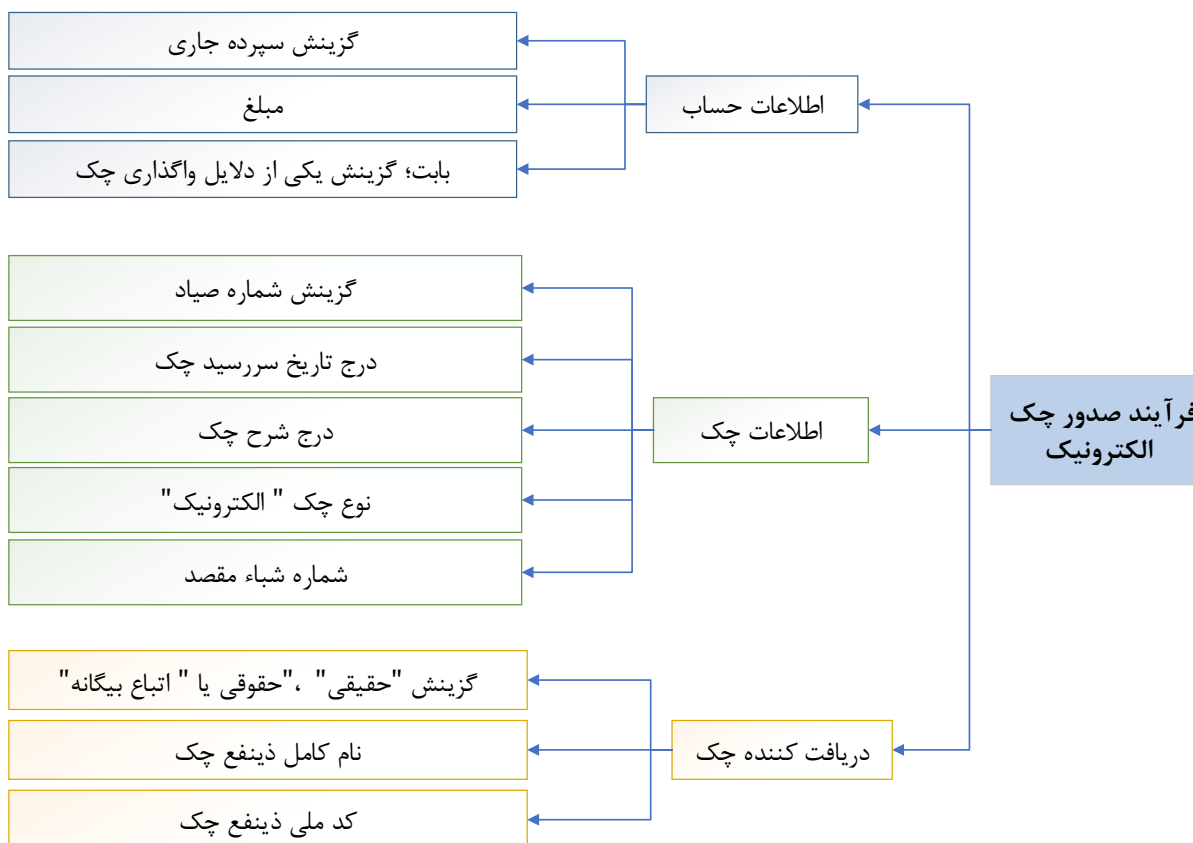 فرآیند صدور چک
الکترونیک
اطلاعات حساب
گزینش سپرده جاری
مبلغ
بابت؛ گزینش یکی از دلایل واگذاری چک
اطلاعات چک
گزینش شماره صیاد
درج تاریخ سررسید چک
درج شرح چک
نوع چک " الکترونیک"
شماره شباء مقصد
دریافت کننده چک
گزینش "حقیقی" ،"حقوقی یا " اتباع بیگانه"
نام کامل ذینفع چک
کد ملی ذینفع چک